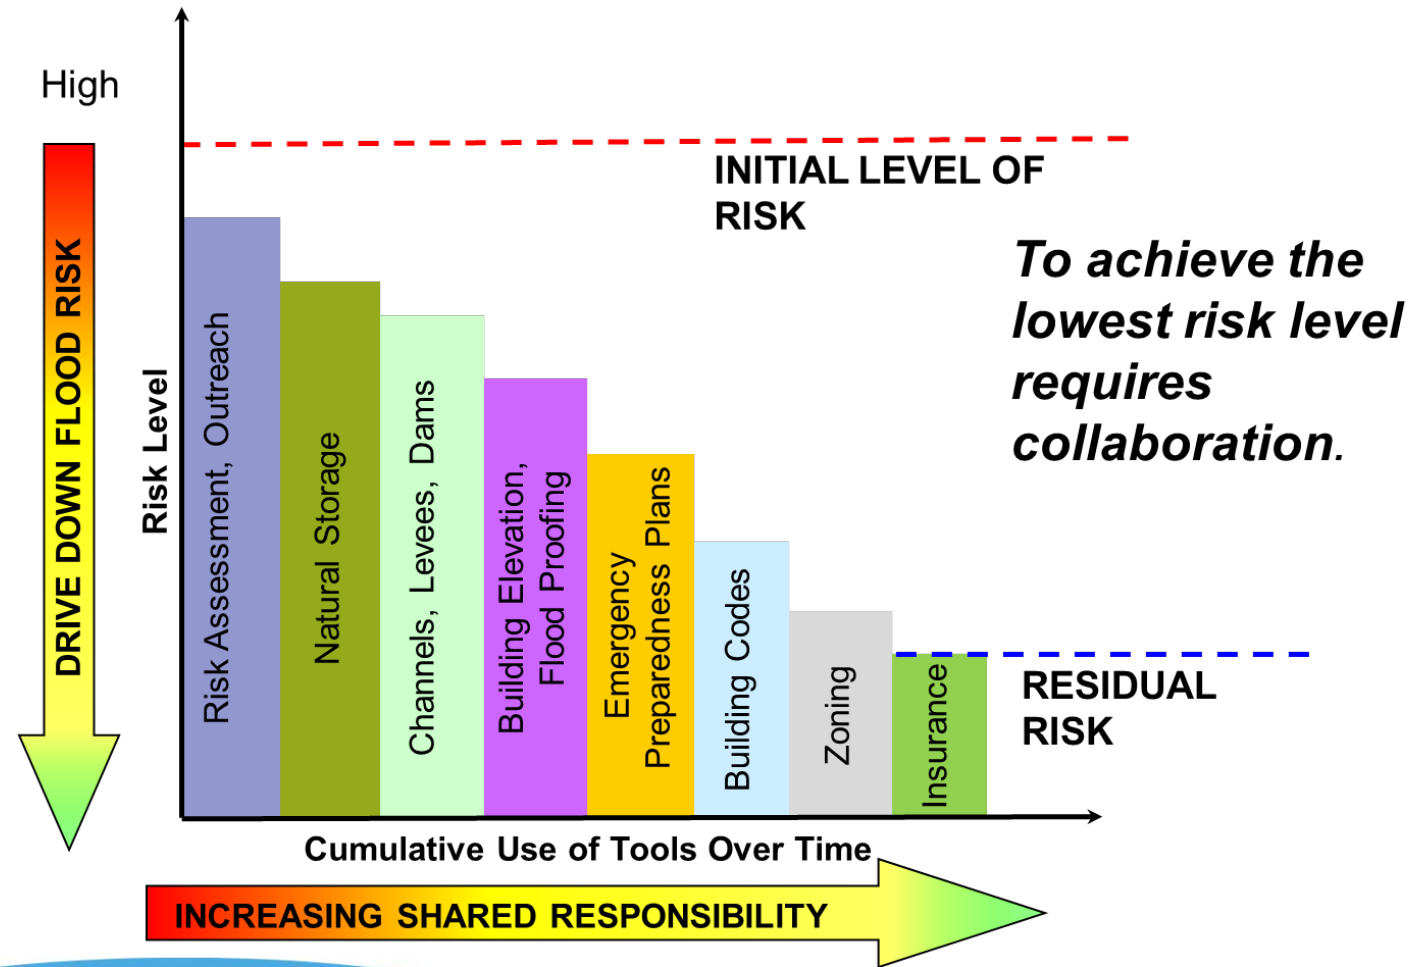 High
DRIVE DOWN FLOOD RISK
Risk Level
INITIAL LEVEL OF
RISK
To achieve the
lowest risk level
requires
collaboration.
Risk Assessment, Outreach
Natural Storage
Channels, Levees, Dams
Building Elevation,
Flood Proofing
Emergency
Preparedness Plans
Building Codes
Zoning
Insurance
RESIDUAL
RISK
Cumulative Use of Tools Over Time
INCREASING SHARED RESPONSIBILITY